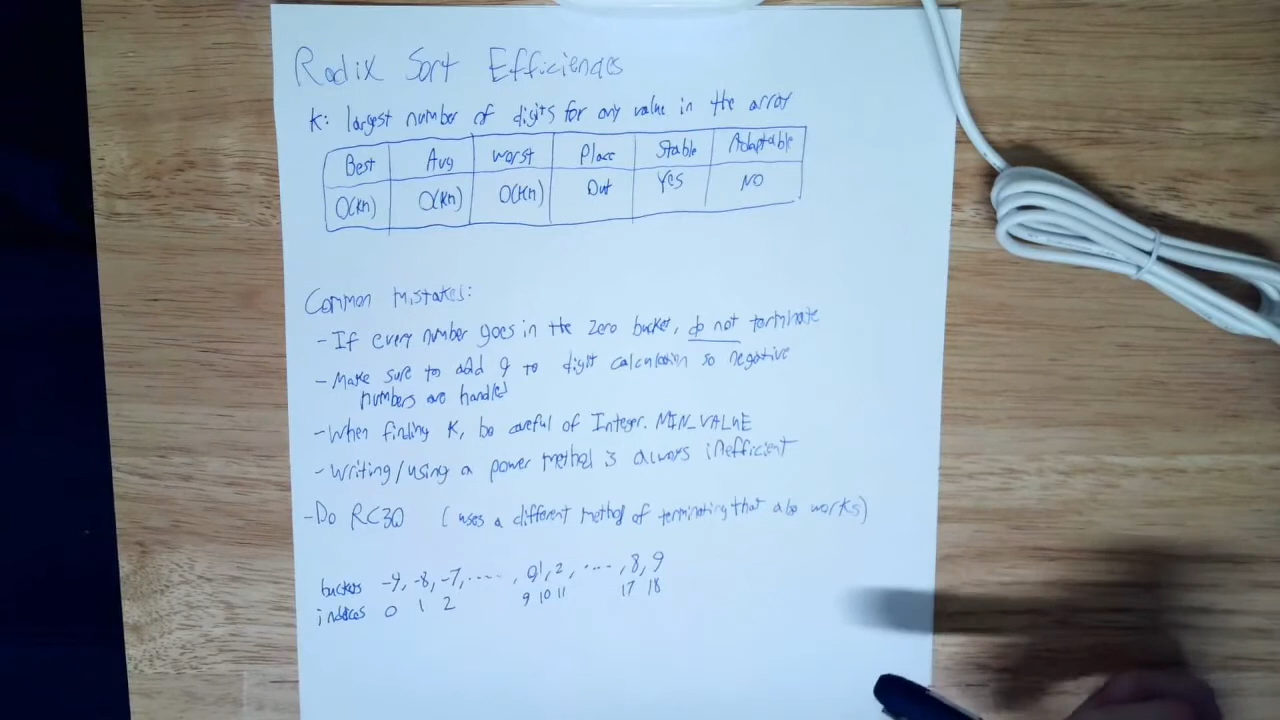 Radix Sort Efficiencies
K: largest number of digits for any value in the array
Best Avg Worst Place Stable Adaptable
O(kn) O(kn) O(kn) Out Yes NO
Common Mistakes:
- If every number goes in the zero bucket, do not terminate
- Make sure to add 9 to digit calculation so negative
numbers are handled
- When finding K, be careful of Integer.MIN_VALUE
- Writing/using a power method is always inefficient
- Do RC30 (uses a different method of terminating that also works)
buckets -9, -8, -7, ....., 0, 1, 2, ...., 8, 9
indices 0 1 2 9 10 11 17 18